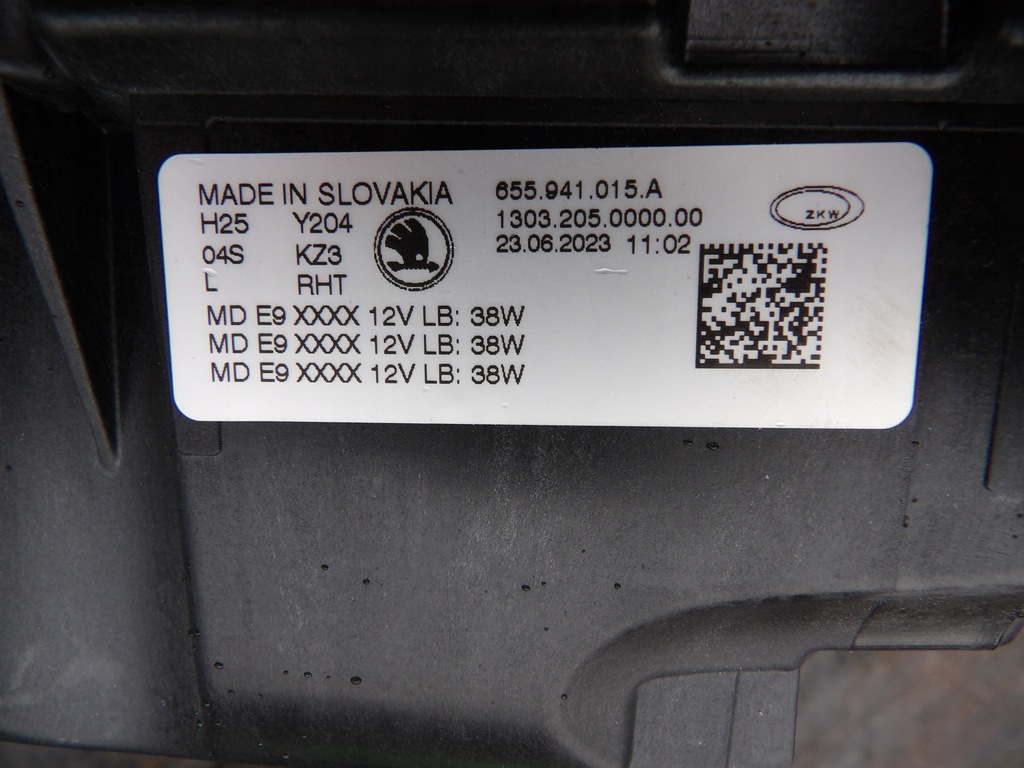 MADE IN SLOVAKIA
H25 Y204
04S KZ3
L RHT
655.941.015.A
1303.205.0000.00
23.06.2023 11:02
ZKW
MD E9 XXXX 12V LB: 38W
MD E9 XXXX 12V LB: 38W
MD E9 XXXX 12V LB: 38W